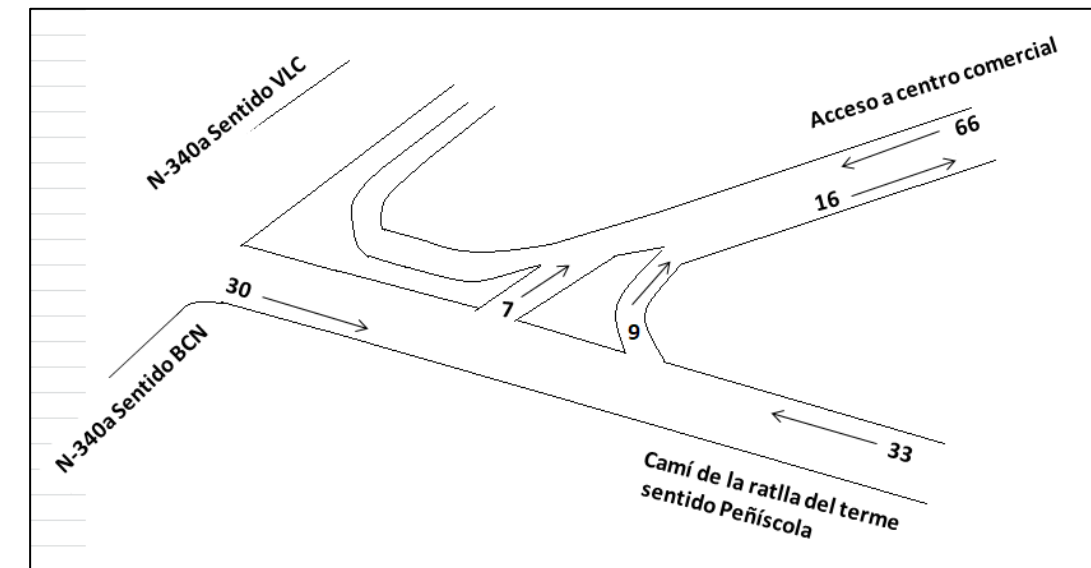 N-340a Sentido VLC
Acceso a centro comercial
66
16
30
7
9
N-340a Sentido BCN
33
Camí de la ratlla del terme
sentido Peñíscola